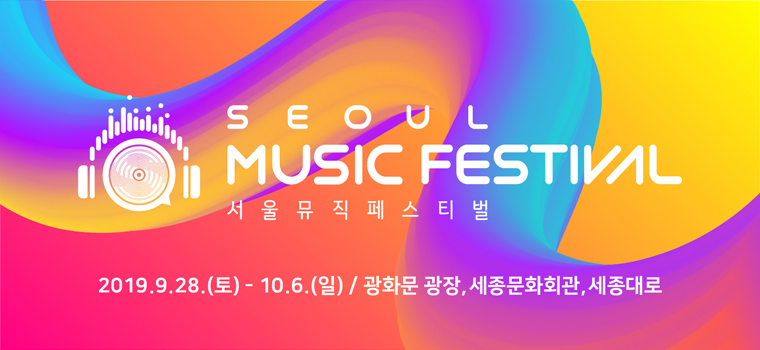 SEOUL
MUSIC FESTIVAL
서울뮤직페스티벌
2019.9.28.(토) - 10.6.(일) / 광화문 광장, 세종문화회관, 세종대로